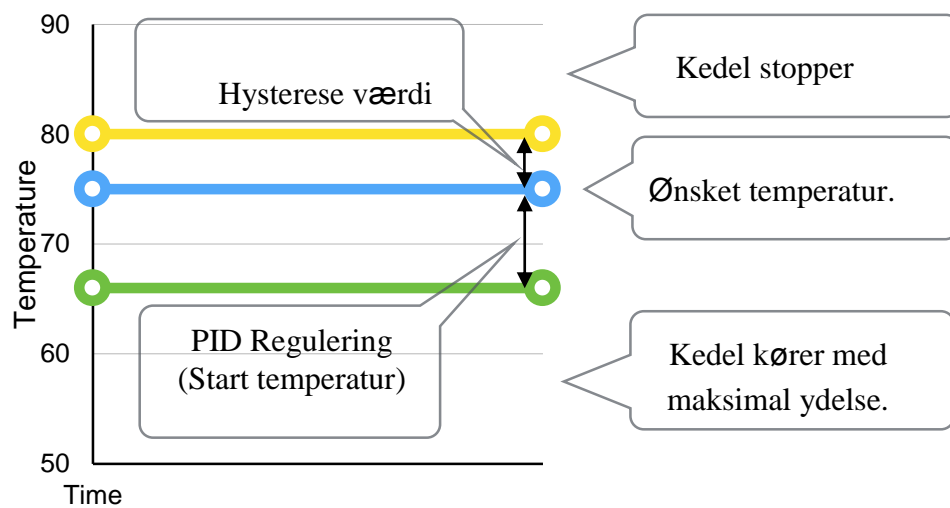 90
Hysterese værdi
Kedel stopper
80
Ønsket temperatur.
70
Temperature
PID Regulering
(Start temperatur)
60
Kedel kører med
maksimal ydelse.
50
Time